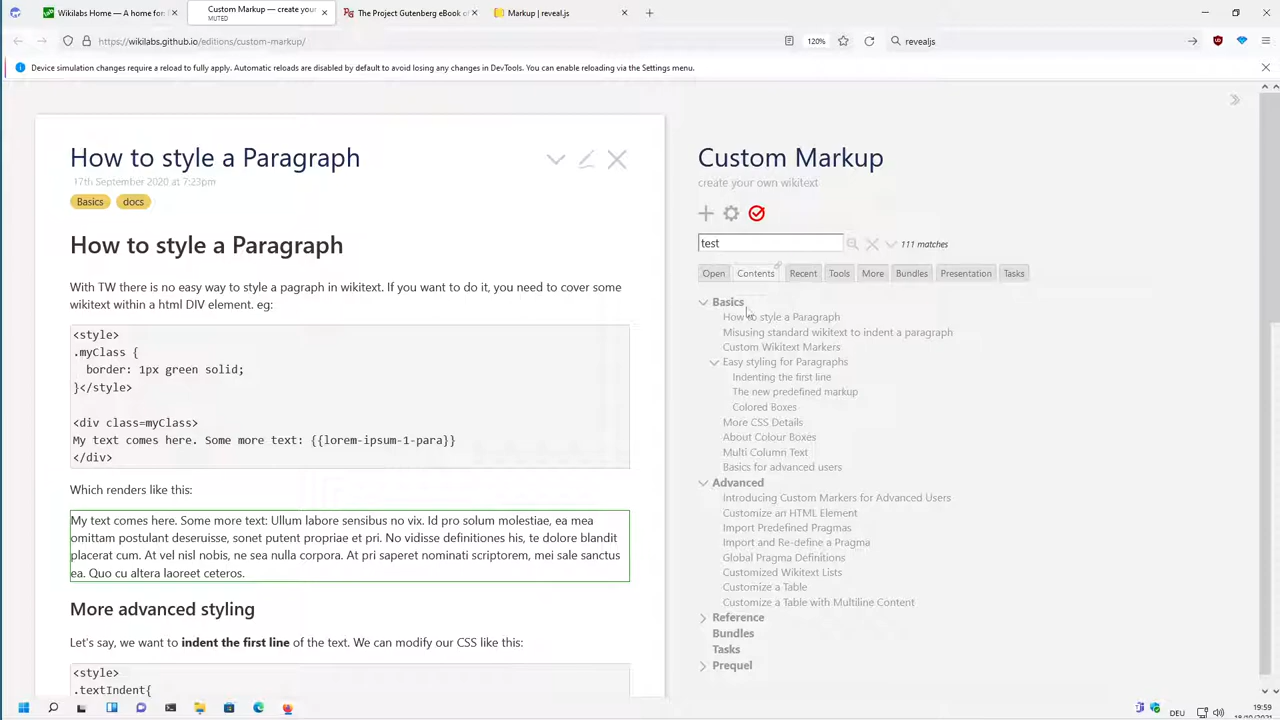 Wikilabs Home — A home for
Custom Markup — create your
MUTED
The Project Gutenberg eBook of
Markup | reveal.js
https://wikilabs.github.io/editions/custom-markup/
120%
revealjs
Device simulation changes require a reload to fully apply. Automatic reloads are disabled by default to avoid losing any changes in DevTools. You can enable reloading via the Settings menu.
How to style a Paragraph
17th September 2020 at 7:23pm
Basics docs
How to style a Paragraph
With TW there is no easy way to style a pagraph in wikitext. If you want to do it, you need to cover some
wikitext within a html DIV element. eg:
<style>
.myClass {
border: 1px green solid;
}</style>
<div class=myClass>
My text comes here. Some more text: {{lorem-ipsum-1-para}}
</div>
Which renders like this:
My text comes here. Some more text: Ullum labore sensibus no vix. Id pro solum molestiae, ea mea
omittam postulant deseruisse, sonet putent propriae et pri. No vidisse definitiones his, te dolore blandit
placerat cum. At vel nisl nobis, ne sea nulla corpora. At pri saperet nominati scriptorem, mei sale sanctus
ea. Quo cu altera laoreet ceteros.
More advanced styling
Let's say, we want to indent the first line of the text. We can modify our CSS like this:
<style>
.textIndent{
Custom Markup
create your own wikitext
test
111 matches
Open Contents Recent Tools More Bundles Presentation Tasks
Basics
How to style a Paragraph
Misusing standard wikitext to indent a paragraph
Custom Wikitext Markers
Easy styling for Paragraphs
Indenting the first line
The new predefined markup
Colored Boxes
More CSS Details
About Colour Boxes
Multi Column Text
Basics for advanced users
Advanced
Introducing Custom Markers for Advanced Users
Customize an HTML Element
Import Predefined Pragmas
Import and Re-define a Pragma
Global Pragma Definitions
Customized Wikitext Lists
Customize a Table
Customize a Table with Multiline Content
Reference
Bundles
Tasks
Prequel
DEU
19:59
18/10/2021